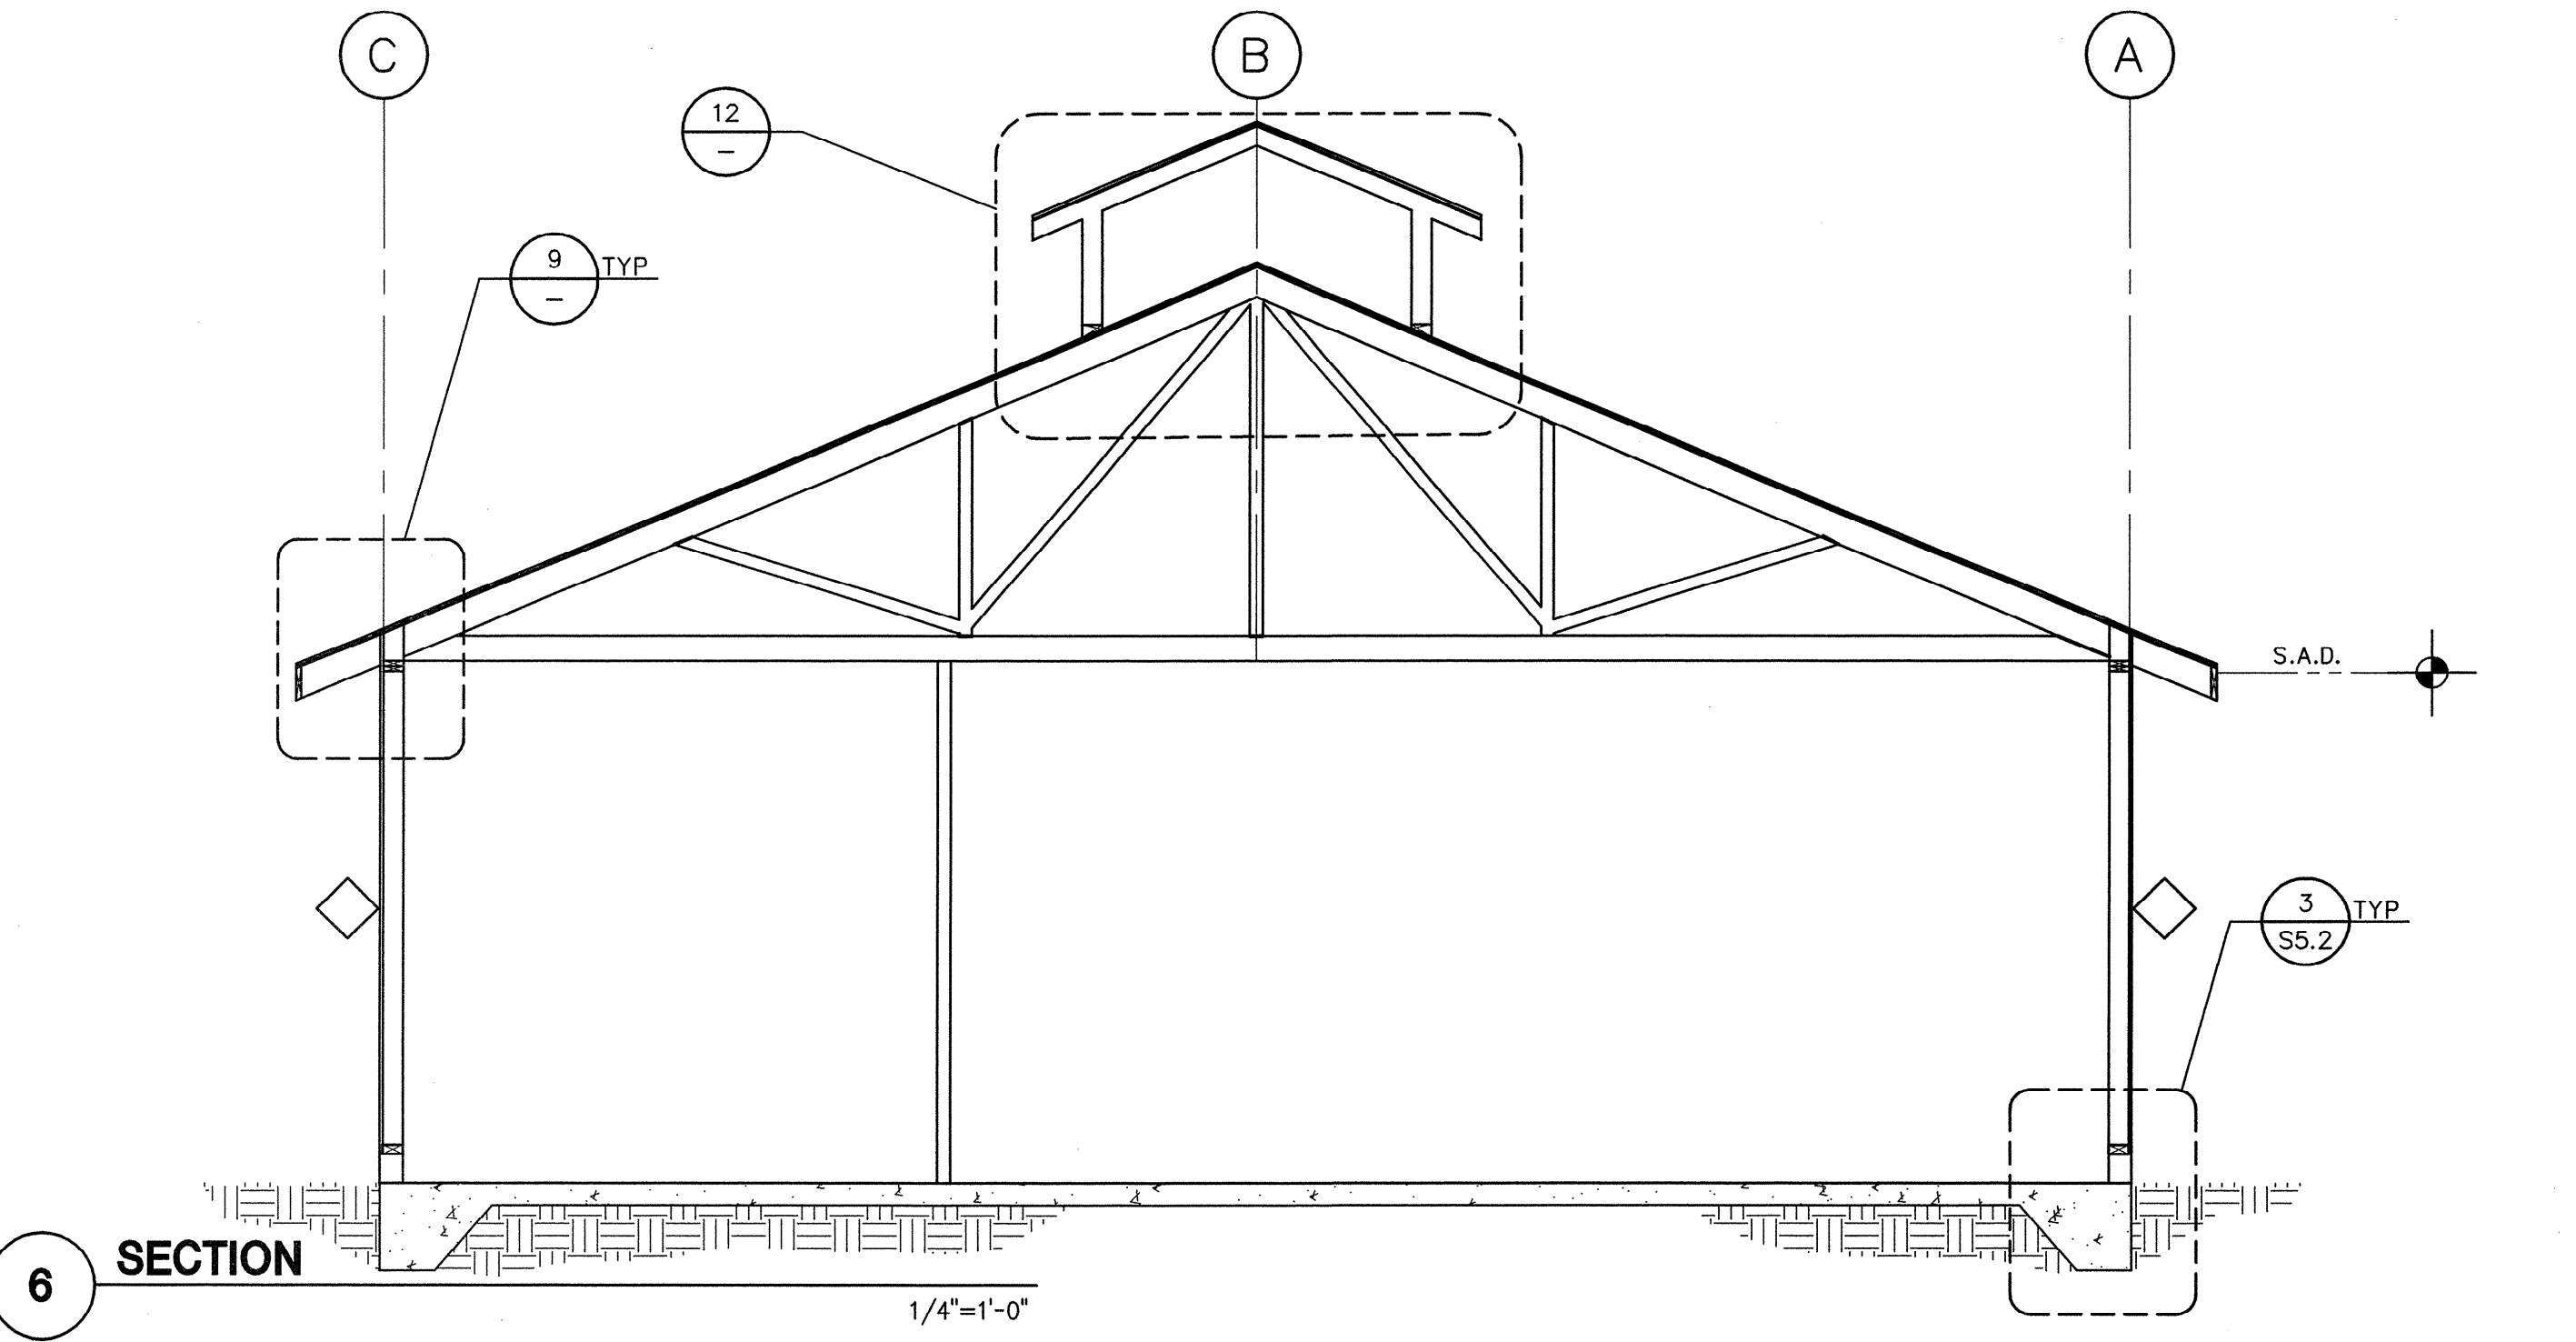 C
B
A
12
–
9
–
TYP
S.A.D.
3
S5.2
TYP
6
SECTION
1/4"=1'-0"